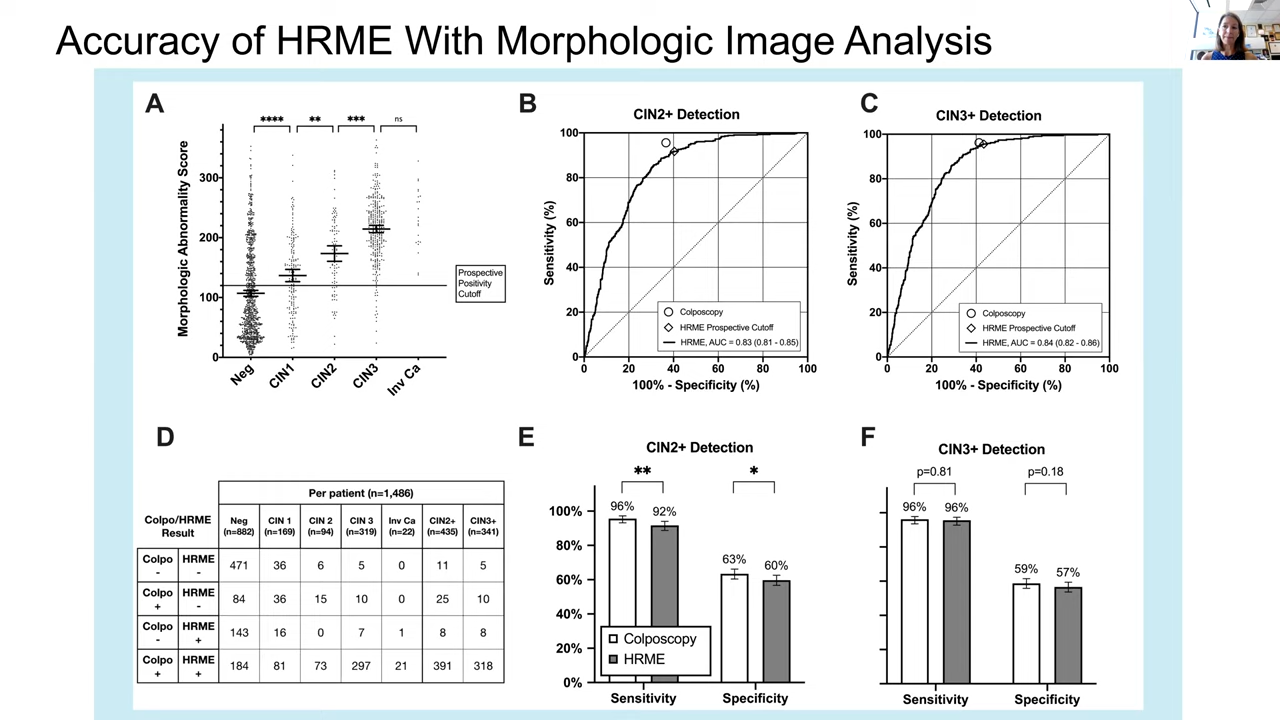 Accuracy of HRME With Morphologic Image Analysis
A
**** ** *** ns
Morphologic Abnormality Score
300
200
100
0
Prospective
Positivity
Cutoff
Neg CIN1 CIN2 CIN3 Inv Ca
B
CIN2+ Detection
Sensitivity (%)
100
80
60
40
20
0
Colposcopy
HRME Prospective Cutoff
HRME, AUC = 0.83 (0.81 - 0.85)
0 20 40 60 80 100
100% - Specificity (%)
C
CIN3+ Detection
Sensitivity (%)
100
80
60
40
20
0
Colposcopy
HRME Prospective Cutoff
HRME, AUC = 0.84 (0.82 - 0.86)
0 20 40 60 80 100
100% - Specificity (%)
D
Per patient (n=1,486)
Colpo/HRME Result
Neg (n=882) CIN 1 (n=169) CIN 2 (n=94) CIN 3 (n=319) Inv Ca (n=22) CIN2+ (n=435) CIN3+ (n=341)
Colpo - HRME - 471 36 6 5 0 11 5
Colpo + HRME - 84 36 15 10 0 25 10
Colpo - HRME + 143 16 0 7 1 8 8
Colpo + HRME + 184 81 73 297 21 391 318
E
CIN2+ Detection
** *
96% 92% 63% 60%
100%
80%
60%
40%
20%
0%
Colposcopy
HRME
Sensitivity Specificity
F
CIN3+ Detection
p=0.81 p=0.18
96% 96% 59% 57%
Sensitivity Specificity